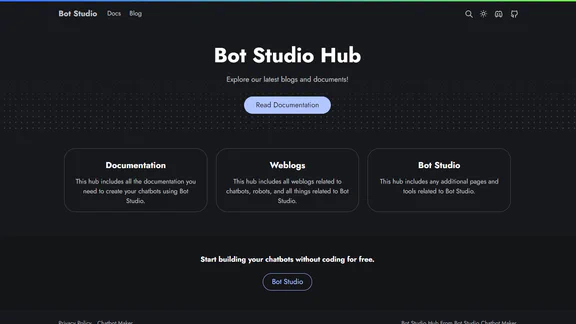 Bot Studio Docs Blog
Bot Studio Hub
Explore our latest blogs and documents!
Read Documentation
Documentation
This hub includes all the documentation you
need to create your chatbots using Bot
Studio.
Weblogs
This hub includes all weblogs related to
chatbots, robots, and all things related to Bot
Studio.
Bot Studio
This hub includes any additional pages and
tools related to Bot Studio.
Start building your chatbots without coding for free.
Bot Studio
Privacy Policy Chatbot Maker
Bot Studio Hub From Bot Studio Chatbot Maker